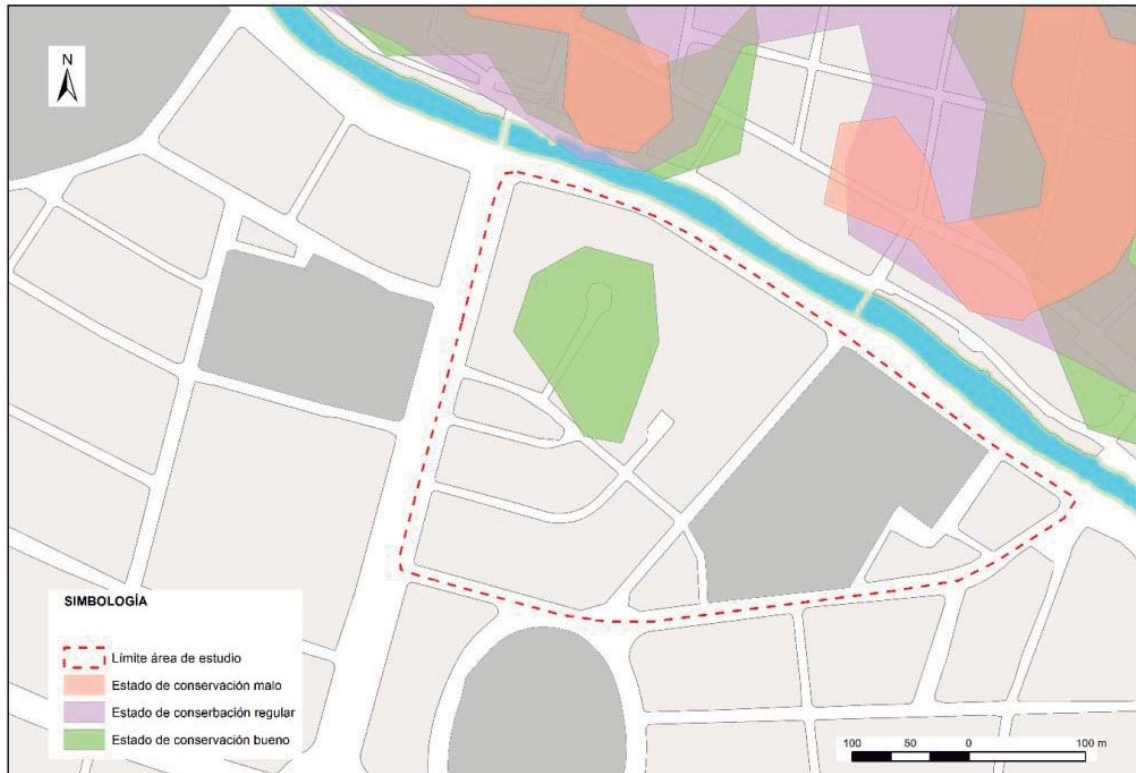 N
SIMBOLOGÍA
Límite área de estudio
Estado de conservación malo
Estado de conserbación regular
Estado de conservación bueno
100 50 0 100 m